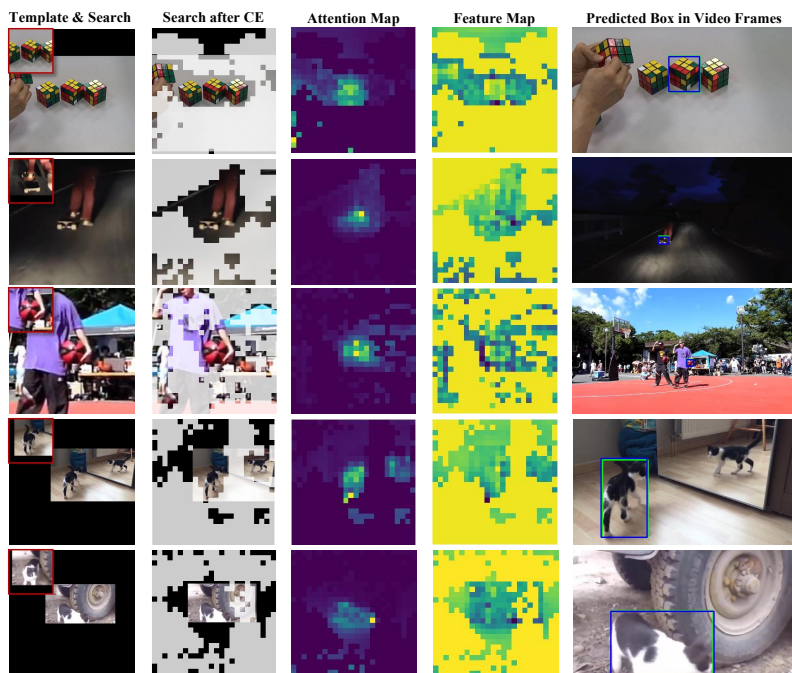 Template & Search
Search after CE
Attention Map
Feature Map
Predicted Box in Video Frames